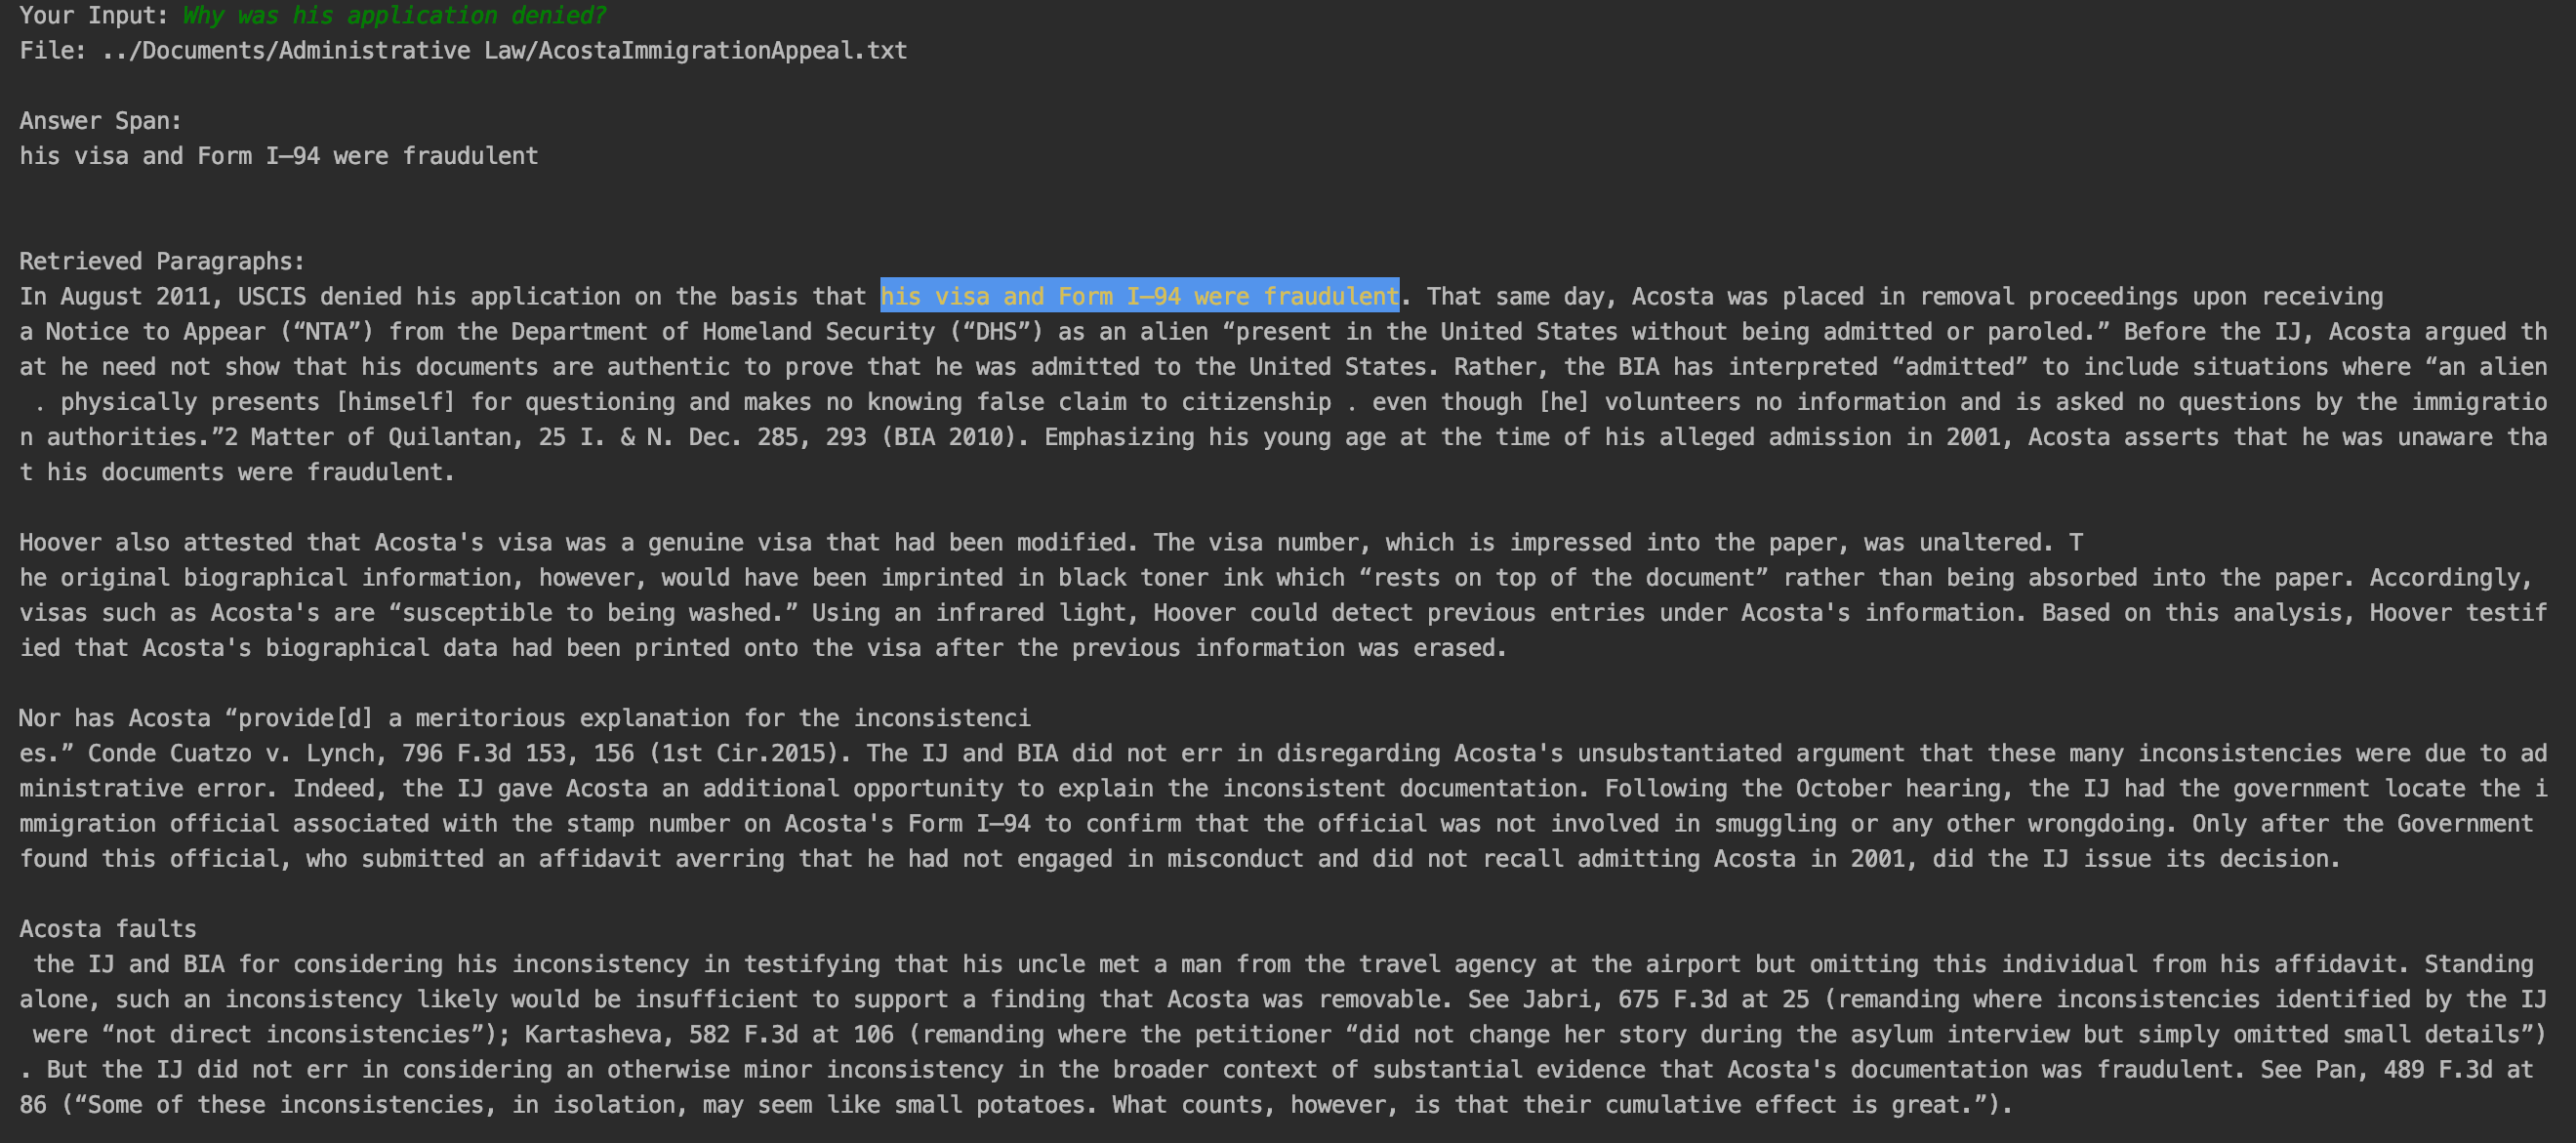 Your Input: Why was his application denied?
File: ../Documents/Administrative Law/AcostaImmigrationAppeal.txt
Answer Span:
his visa and Form I–94 were fraudulent
Retrieved Paragraphs:
In August 2011, USCIS denied his application on the basis that his visa and Form I–94 were fraudulent. That same day, Acosta was placed in removal proceedings upon receiving
a Notice to Appear (“NTA”) from the Department of Homeland Security (“DHS”) as an alien “present in the United States without being admitted or paroled.” Before the IJ, Acosta argued th
at he need not show that his documents are authentic to prove that he was admitted to the United States. Rather, the BIA has interpreted “admitted” to include situations where “an alien
 . physically presents [himself] for questioning and makes no knowing false claim to citizenship . even though [he] volunteers no information and is asked no questions by the immigratio
n authorities.”2 Matter of Quilantan, 25 I. & N. Dec. 285, 293 (BIA 2010). Emphasizing his young age at the time of his alleged admission in 2001, Acosta asserts that he was unaware tha
t his documents were fraudulent.
Hoover also attested that Acosta's visa was a genuine visa that had been modified. The visa number, which is impressed into the paper, was unaltered. T
he original biographical information, however, would have been imprinted in black toner ink which “rests on top of the document” rather than being absorbed into the paper. Accordingly,
visas such as Acosta's are “susceptible to being washed.” Using an infrared light, Hoover could detect previous entries under Acosta's information. Based on this analysis, Hoover testif
ied that Acosta's biographical data had been printed onto the visa after the previous information was erased.
Nor has Acosta “provide[d] a meritorious explanation for the inconsistenci
es.” Conde Cuatzo v. Lynch, 796 F.3d 153, 156 (1st Cir.2015). The IJ and BIA did not err in disregarding Acosta's unsubstantiated argument that these many inconsistencies were due to ad
ministrative error. Indeed, the IJ gave Acosta an additional opportunity to explain the inconsistent documentation. Following the October hearing, the IJ had the government locate the i
mmigration official associated with the stamp number on Acosta's Form I–94 to confirm that the official was not involved in smuggling or any other wrongdoing. Only after the Government
found this official, who submitted an affidavit averring that he had not engaged in misconduct and did not recall admitting Acosta in 2001, did the IJ issue its decision.
Acosta faults
 the IJ and BIA for considering his inconsistency in testifying that his uncle met a man from the travel agency at the airport but omitting this individual from his affidavit. Standing
alone, such an inconsistency likely would be insufficient to support a finding that Acosta was removable. See Jabri, 675 F.3d at 25 (remanding where inconsistencies identified by the IJ
 were “not direct inconsistencies”); Kartasheva, 582 F.3d at 106 (remanding where the petitioner “did not change her story during the asylum interview but simply omitted small details”)
. But the IJ did not err in considering an otherwise minor inconsistency in the broader context of substantial evidence that Acosta's documentation was fraudulent. See Pan, 489 F.3d at
86 (“Some of these inconsistencies, in isolation, may seem like small potatoes. What counts, however, is that their cumulative effect is great.”).